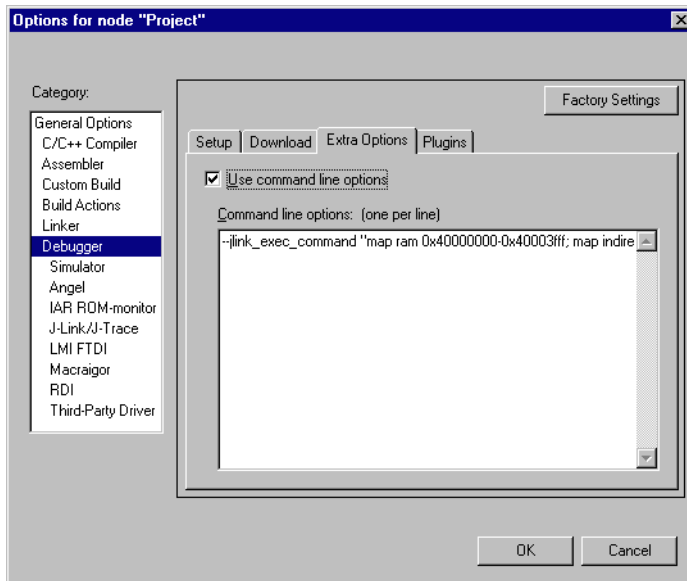 Options for node "Project"
Category:
Factory Settings
General Options
C/C++ Compiler
Assembler
Custom Build
Build Actions
Linker
Debugger
Simulator
Angel
IAR ROM-monitor
J-Link/J-Trace
LMI FTDI
Macraigor
RDI
Third-Party Driver
Setup Download Extra Options Plugins
Use command line options
Command line options: (one per line)
--jlink_exec_command "map ram 0x40000000-0x40003fff; map indire
OK Cancel